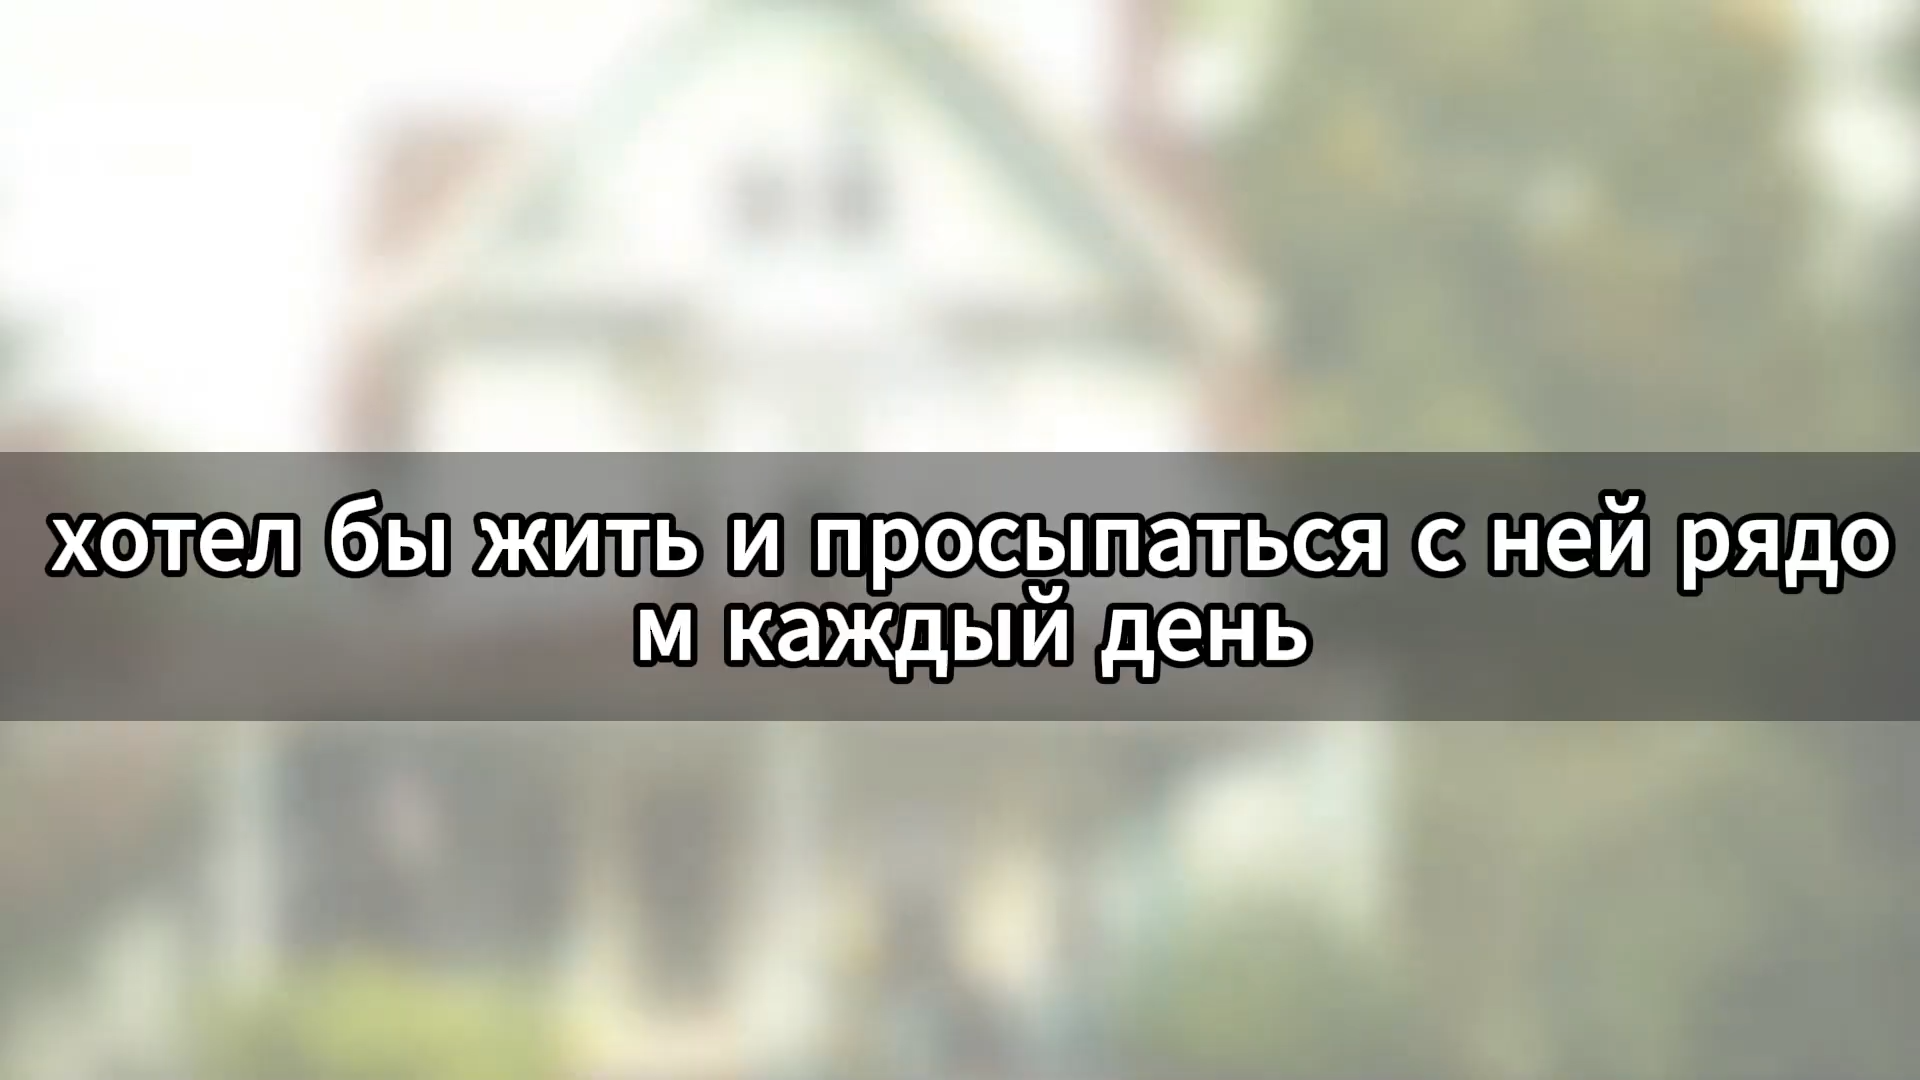 хотел бы жить и просыпаться с ней рядо
м каждый день